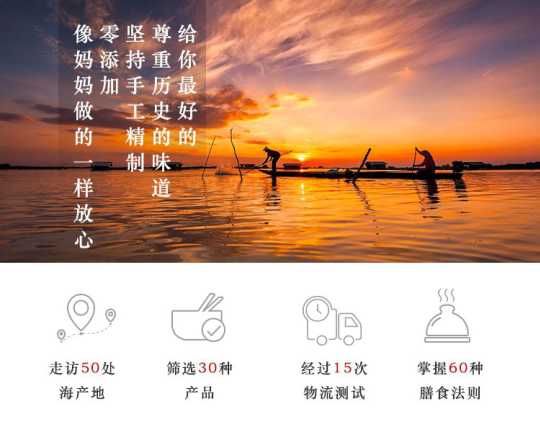 给你最好的
尊重历史的味道
坚持手工精制
零添加
像妈妈做的一样放心
走访50处
海产地
筛选30种
产品
经过15次
物流测试
掌握60种
膳食法则